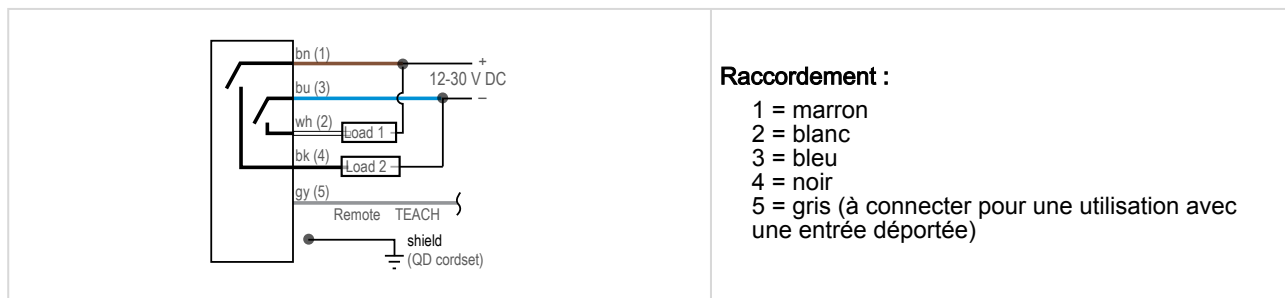 bn (1)
+
12-30 V DC
bu (3)
–
wh (2)
Load 1
bk (4)
Load 2
gy (5)
Remote TEACH
shield
(QD cordset)
Raccordement :
1 = marron
2 = blanc
3 = bleu
4 = noir
5 = gris (à connecter pour une utilisation avec
une entrée déportée)